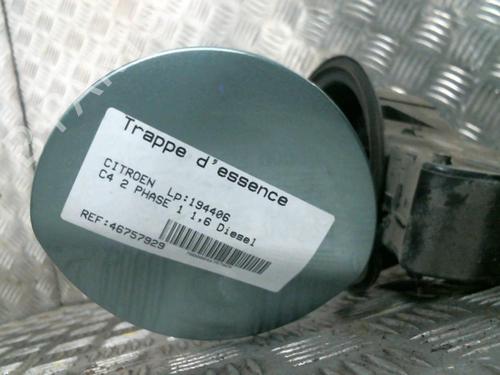 Trappe d'essence
CITROEN Lp:194406
C4 2 PHASE 1 1,6 Diesel
REF:46757929